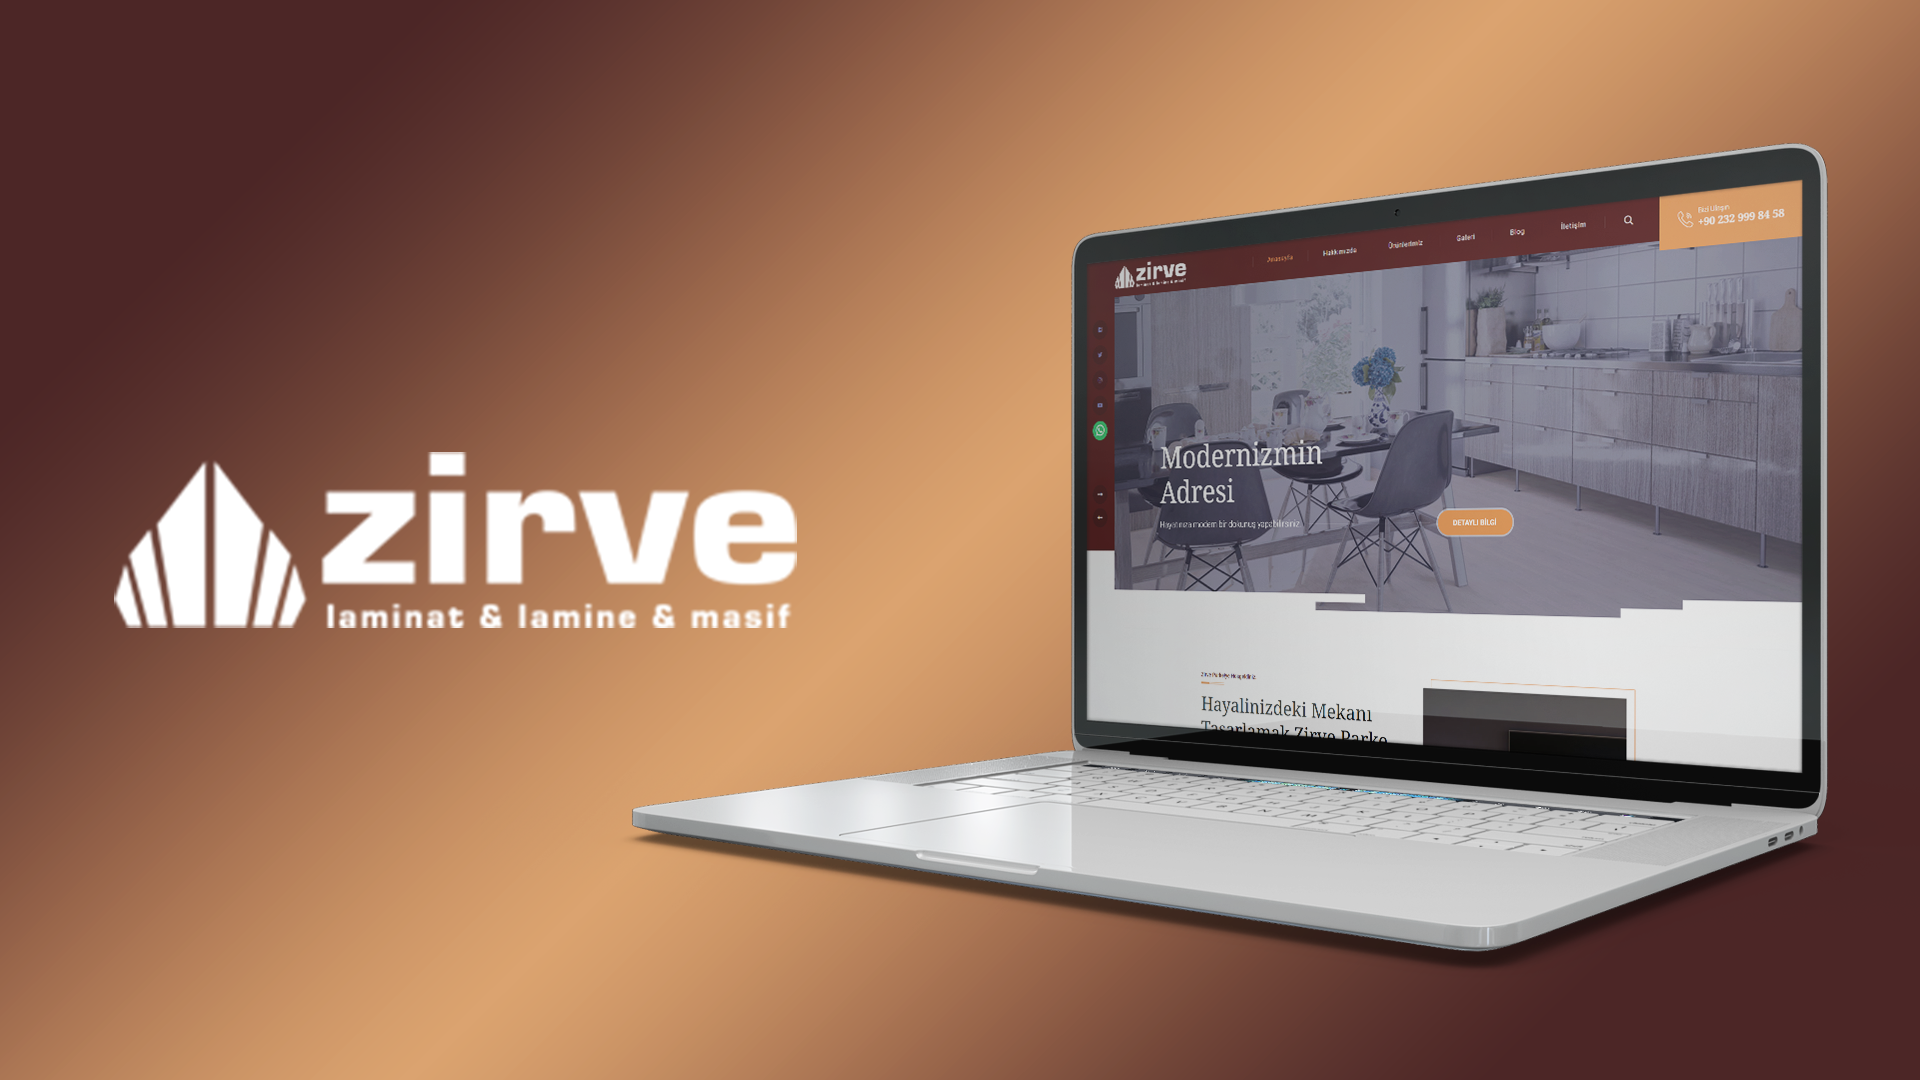 zirve
laminat & lamine & masif
zirve
Anasayfa
Hakkımızda
Ürünlerimiz
Galeri
Blog
İletişim
Bizi Ulaşın
+90 232 999 84 58
Modernizmin
Adresi
Hayatınıza modern bir dokunuş yapabilirsiniz
DETAYLI BİLGİ
Zirve Parkeye Hoşgeldiniz
Hayalinizdeki Mekanı
Tasarlamak Zirve Parke